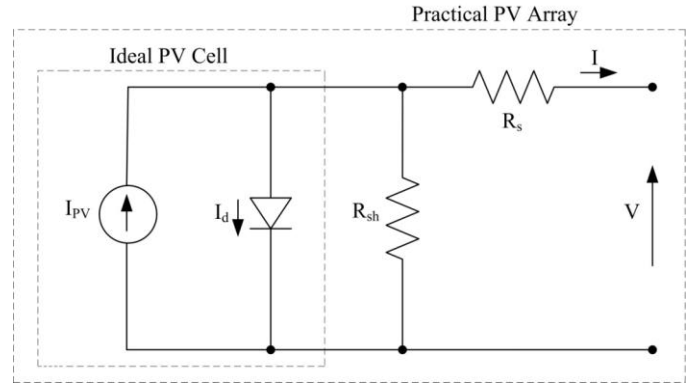 Practical PV Array
Ideal PV Cell
I
Rs
IPV
Id
Rsh
V